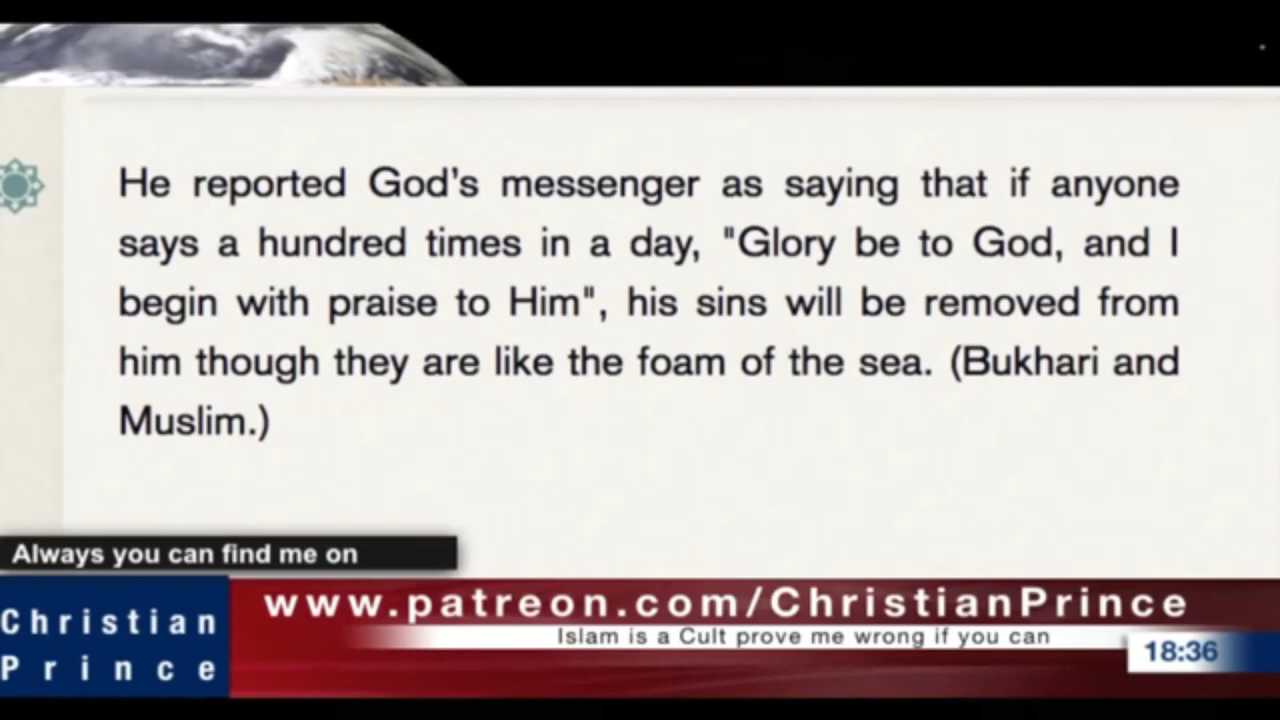 He reported God's messenger as saying that if anyone
says a hundred times in a day, "Glory be to God, and I
begin with praise to Him", his sins will be removed from
him though they are like the foam of the sea. (Bukhari and
Muslim.)
Always you can find me on
Christian
Prince
www.patreon.com/ChristianPrince
Islam is a Cult prove me wrong if you can
18:36